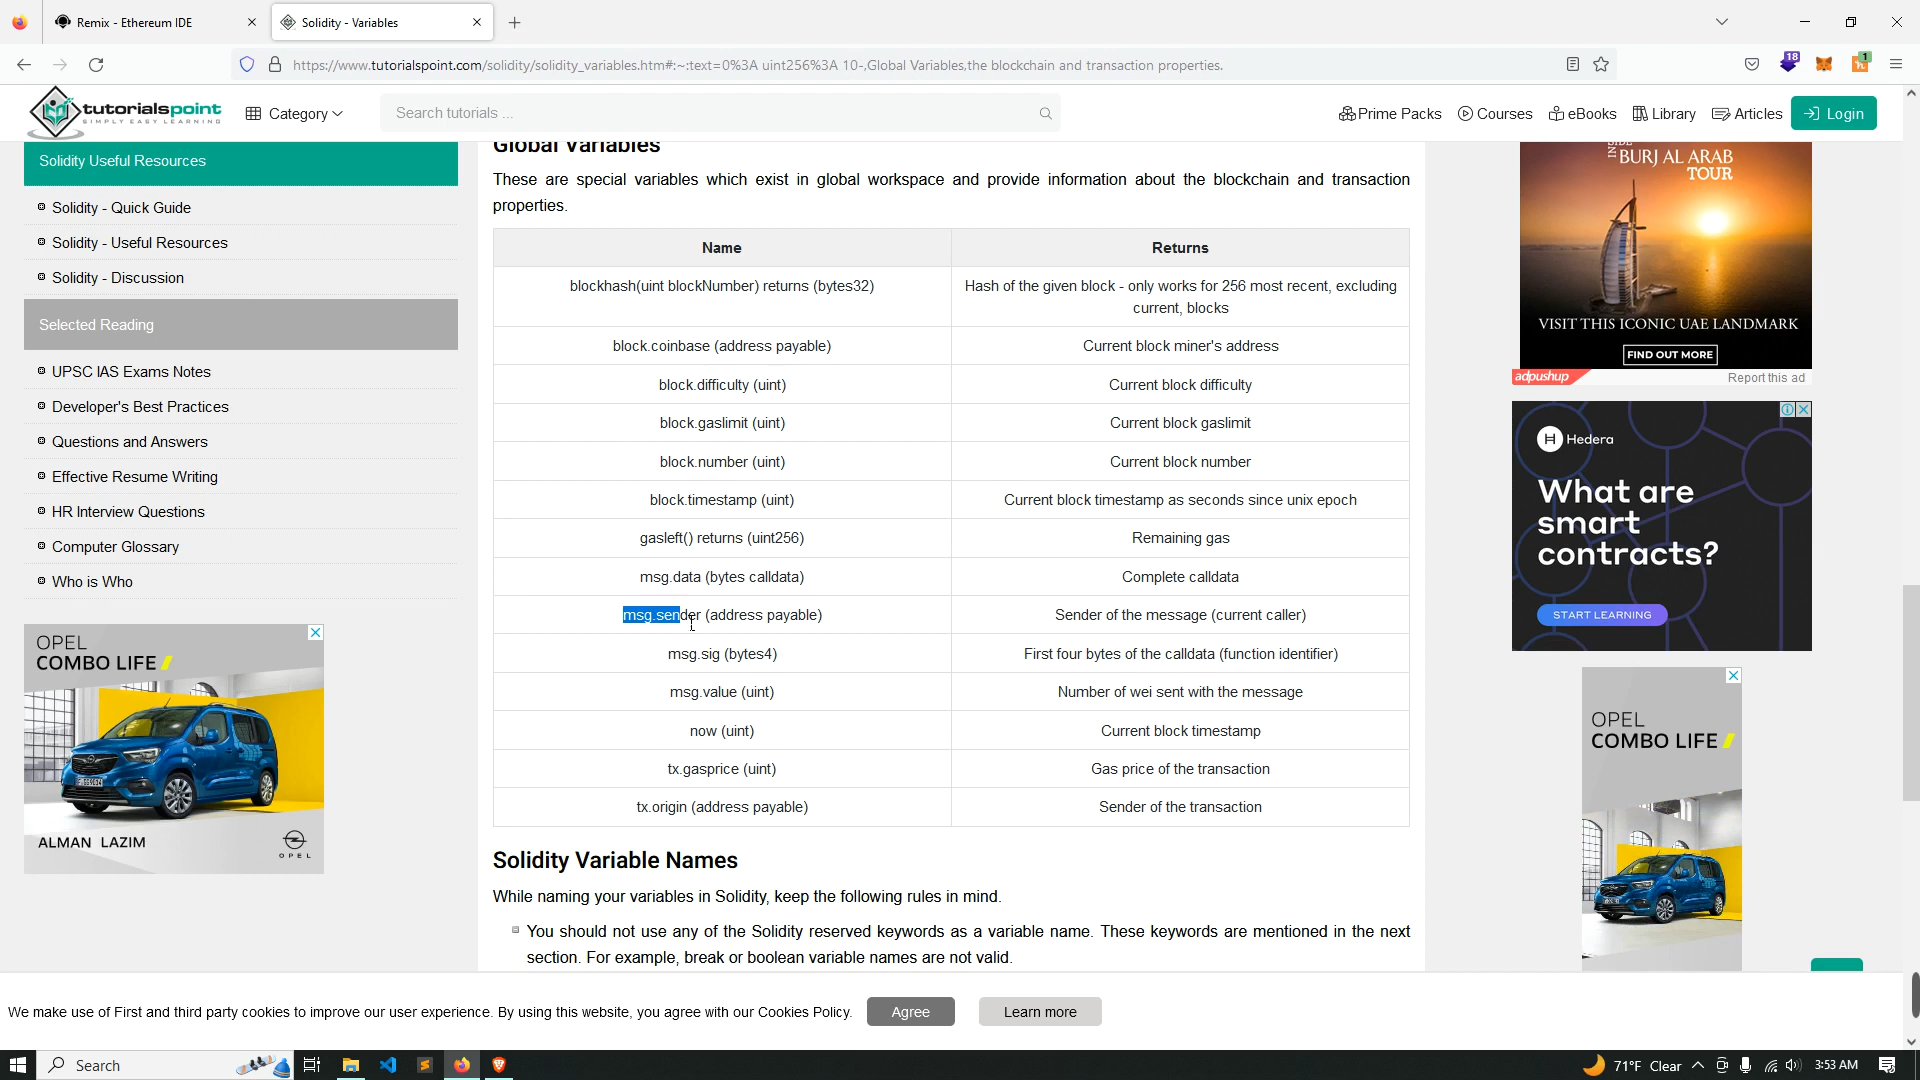 Remix - Ethereum IDE
Solidity - Variables
https://www.tutorialspoint.com/solidity/solidity_variables.htm#:~:text=0%3A uint256%3A 10-,Global Variables,the blockchain and transaction properties.
18
1
tutorialspoint
SIMPLY EASY LEARNING
Category
Search tutorials ...
Prime Packs
Courses
eBooks
Library
Articles
Login
Solidity Useful Resources
Solidity - Quick Guide
Solidity - Useful Resources
Solidity - Discussion
Selected Reading
UPSC IAS Exams Notes
Developer's Best Practices
Questions and Answers
Effective Resume Writing
HR Interview Questions
Computer Glossary
Who is Who
OPEL
COMBO LIFE
ALMAN LAZIM
OPEL
Global Variables
These are special variables which exist in global workspace and provide information about the blockchain and transaction
properties.
Name Returns
blockhash(uint blockNumber) returns (bytes32) Hash of the given block - only works for 256 most recent, excluding
current, blocks
block.coinbase (address payable) Current block miner's address
block.difficulty (uint) Current block difficulty
block.gaslimit (uint) Current block gaslimit
block.number (uint) Current block number
block.timestamp (uint) Current block timestamp as seconds since unix epoch
gasleft() returns (uint256) Remaining gas
msg.data (bytes calldata) Complete calldata
msg.sender (address payable) Sender of the message (current caller)
msg.sig (bytes4) First four bytes of the calldata (function identifier)
msg.value (uint) Number of wei sent with the message
now (uint) Current block timestamp
tx.gasprice (uint) Gas price of the transaction
tx.origin (address payable) Sender of the transaction
Solidity Variable Names
While naming your variables in Solidity, keep the following rules in mind.
You should not use any of the Solidity reserved keywords as a variable name. These keywords are mentioned in the next
section. For example, break or boolean variable names are not valid.
BURJ AL ARAB
TOUR
VISIT THIS ICONIC UAE LANDMARK
FIND OUT MORE
adpushup
Report this ad
H Hedera
What are
smart
contracts?
START LEARNING
OPEL
COMBO LIFE
We make use of First and third party cookies to improve our user experience. By using this website, you agree with our Cookies Policy.
Agree
Learn more
Search
71°F Clear
3:53 AM